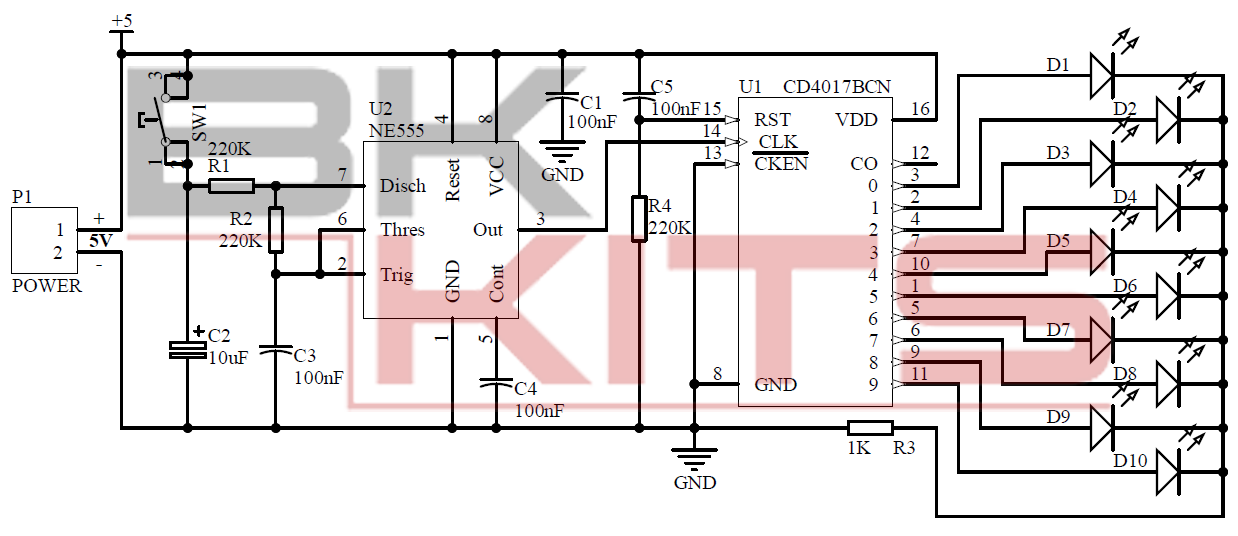 +5
3
4
SW1
1
2
220K
R1
R2
220K
P1
1
2
+
5V
-
POWER
C2
10uF
C3
100nF
U2
NE555
4
8
7
6
2
3
1
5
Disch
Thres
Trig
Reset
VCC
Out
GND
Cont
C4
100nF
C1
100nF
GND
C5
100nF
R4
220K
U1
CD4017BCN
15
14
13
8
RST
CLK
CKEN
GND
VDD
CO
0
1
2
3
4
5
6
7
8
9
16
12
3
2
4
7
10
1
5
6
9
11
D1
D2
D3
D4
D5
D6
D7
D8
D9
D10
1K
R3
GND
BK
KITS